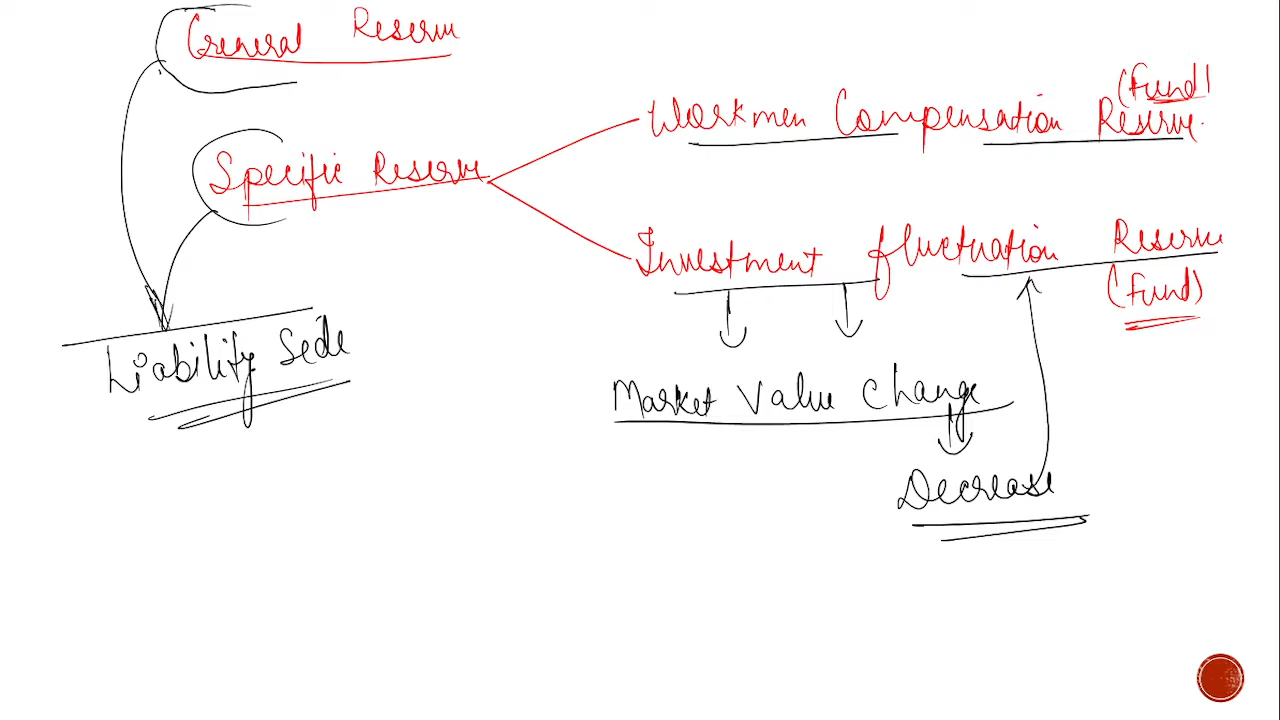 General Reserve
Specific Reserve
Workmen Compensation Reserve.
(Fund)
Investment fluctuation Reserve
(Fund)
Liability Side
Market Value Change
Decrease